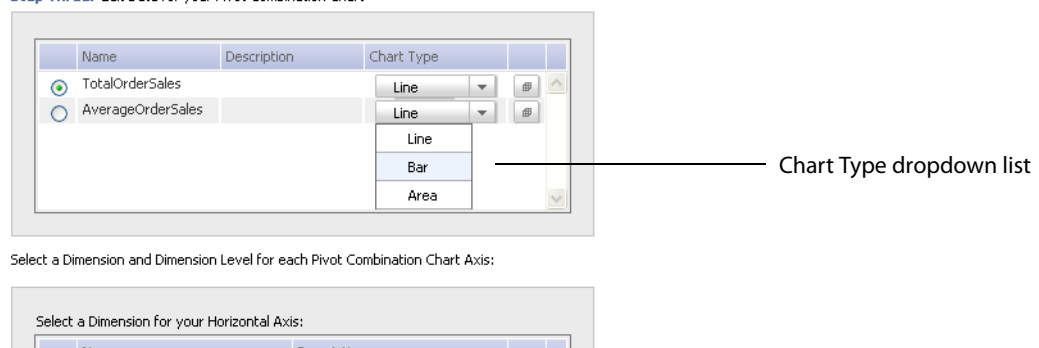 Name Description Chart Type
TotalOrderSales Line
AverageOrderSales Line
Line
Bar
Area
Chart Type dropdown list
Select a Dimension and Dimension Level for each Pivot Combination Chart Axis:
Select a Dimension for your Horizontal Axis: